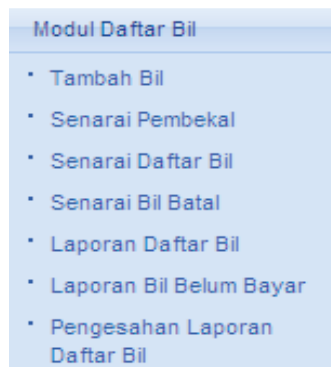 Modul Daftar Bil
Tambah Bil
Senarai Pembekal
Senarai Daftar Bil
Senarai Bil Batal
Laporan Daftar Bil
Laporan Bil Belum Bayar
Pengesahan Laporan
Daftar Bil